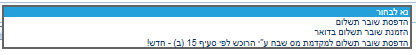 נא לבחור
הדפסת שובר תשלום
הזמנת שובר תשלום בדואר
הדפסת שובר תשלום למקדמת מס שבח ע"י הרוכש לפי סעיף 15 (ב) - חדש!